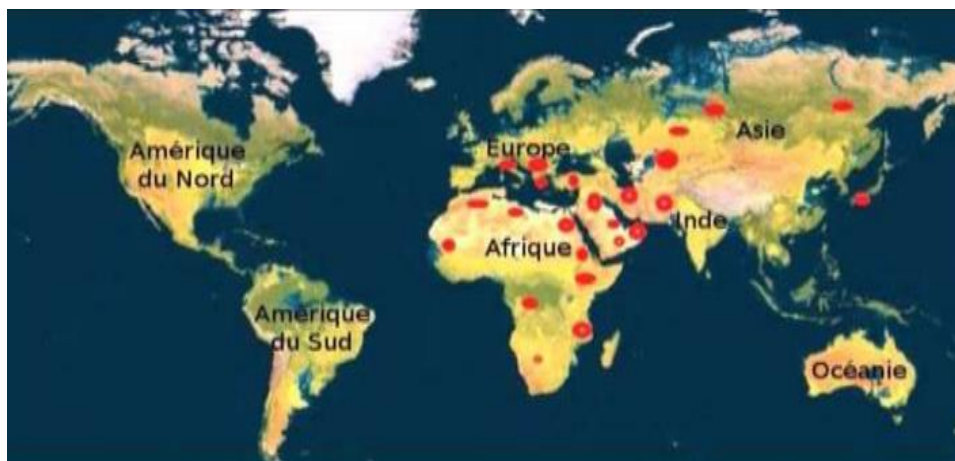 Amérique
du Nord
Europe
Asie
Inde
Afrique
Amérique
du Sud
Océanie